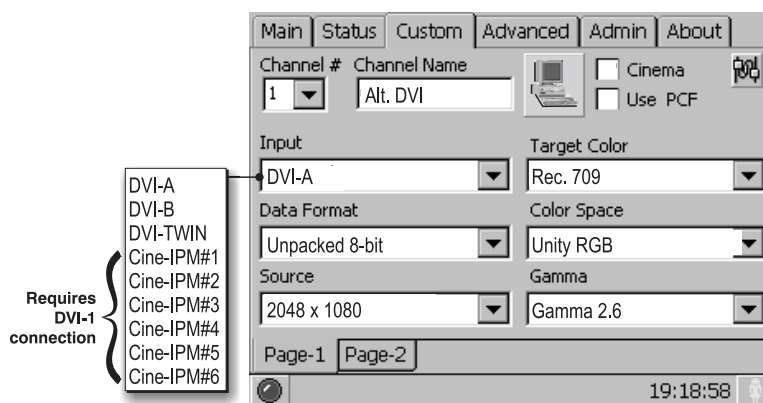 Main Status Custom Advanced Admin About
Channel # Channel Name
1 Alt. DVI
Cinema
Use PCF
Input Target Color
DVI-A Rec. 709
Data Format Color Space
Unpacked 8-bit Unity RGB
Source Gamma
2048 x 1080 Gamma 2.6
Page-1 Page-2
19:18:58
DVI-A
DVI-B
DVI-TWIN
Cine-IPM#1
Cine-IPM#2
Cine-IPM#3
Cine-IPM#4
Cine-IPM#5
Cine-IPM#6
Requires
DVI-1
connection